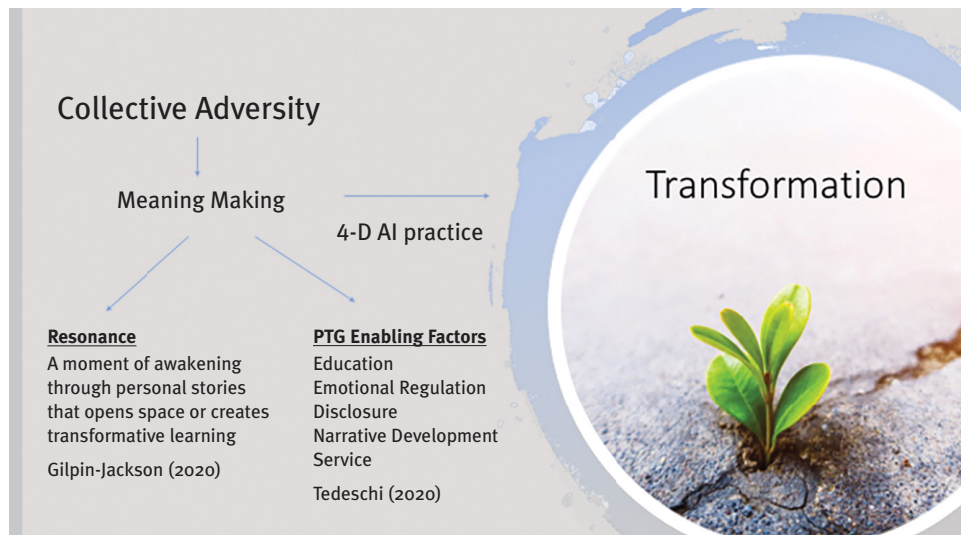 Collective Adversity
Meaning Making
4-D AI practice
Transformation
Resonance
A moment of awakening
through personal stories
that opens space or creates
transformative learning
Gilpin-Jackson (2020)
PTG Enabling Factors
Education
Emotional Regulation
Disclosure
Narrative Development
Service
Tedeschi (2020)